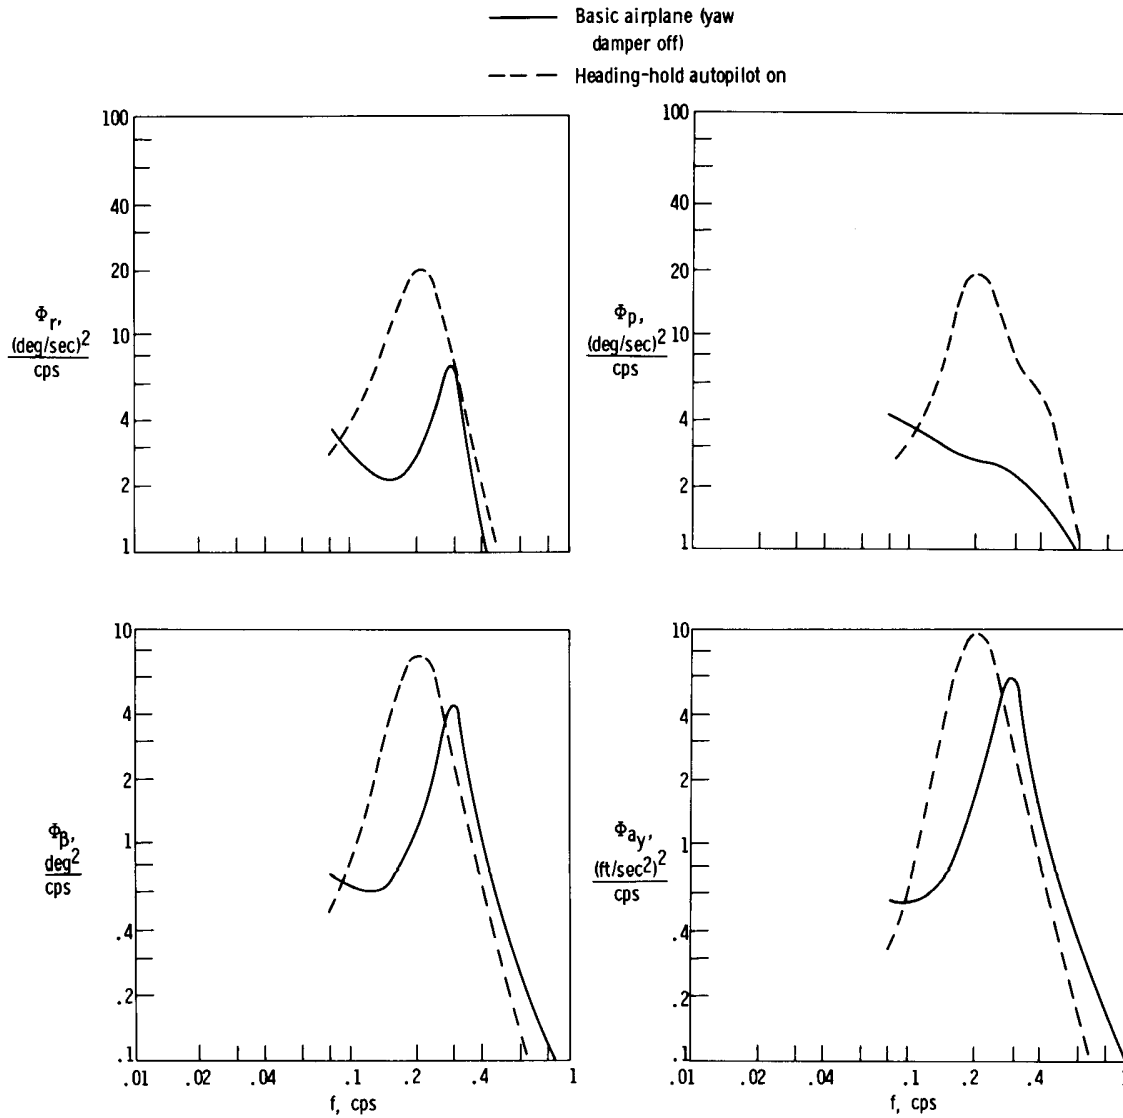 Basic airplane (yaw
damper off)
Heading-hold autopilot on
100
40
20
10
4
2
1
Φr,
(deg/sec)2
cps
100
40
20
10
4
2
1
Φp,
(deg/sec)2
cps
10
4
2
1
.4
.2
.1
Φβ,
deg2
cps
.01 .02 .04 .1 .2 .4 1
f, cps
10
4
2
1
.4
.2
.1
Φay,
(ft/sec2)2
cps
.01 .02 .04 .1 .2 .4 1
f, cps